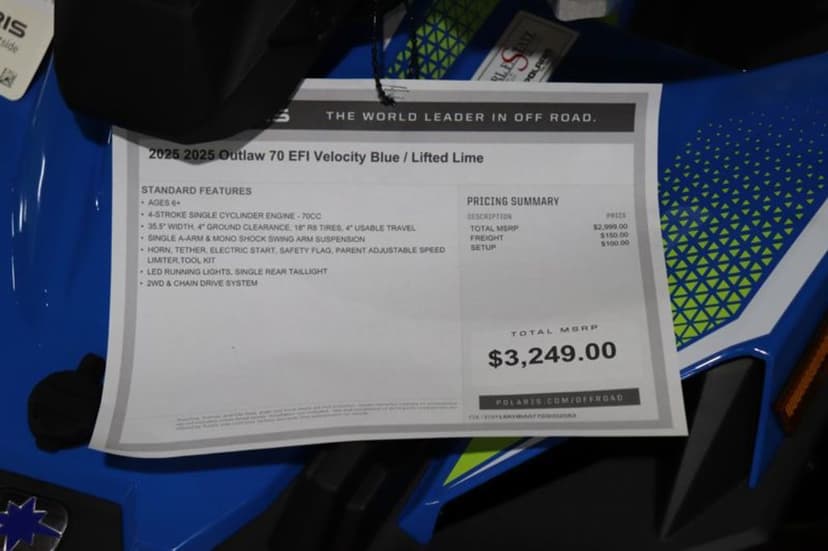 RIS
THE WORLD LEADER IN OFF ROAD.
2025 2025 Outlaw 70 EFI Velocity Blue / Lifted Lime
STANDARD FEATURES
• AGES 6+
• 4-STROKE SINGLE CYCLINDER ENGINE - 70CC
• 35.5" WIDTH, 4" GROUND CLEARANCE, 18" R8 TIRES, 4" USABLE TRAVEL
• SINGLE A-ARM & MONO SHOCK SWING ARM SUSPENSION
• HORN, TETHER, ELECTRIC START, SAFETY FLAG, PARENT ADJUSTABLE SPEED
LIMITER,TOOL KIT
• LED RUNNING LIGHTS, SINGLE REAR TAILLIGHT
• 2WD & CHAIN DRIVE SYSTEM
PRICING SUMMARY
DESCRIPTION PRICE
TOTAL MSRP $2,999.00
FREIGHT $150.00
SETUP $100.00
TOTAL MSRP
$3,249.00
POLARIS.COM/OFFROAD